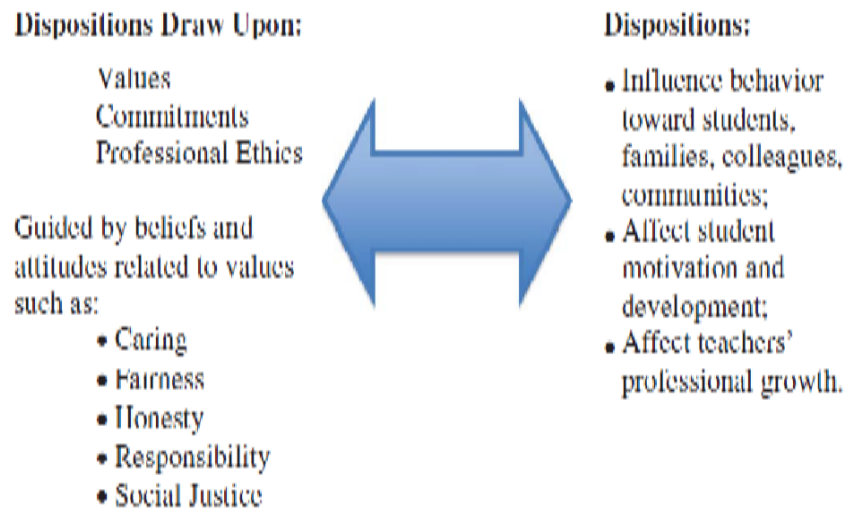 Dispositions Draw Upon:
Values
Commitments
Professional Ethics
Guided by beliefs and
attitudes related to values
such as:
• Caring
• Fairness
• Honesty
• Responsibility
• Social Justice
Dispositions:
• Influence behavior
toward students,
families, colleagues,
communities;
• Affect student
motivation and
development;
• Affect teachers'
professional growth.